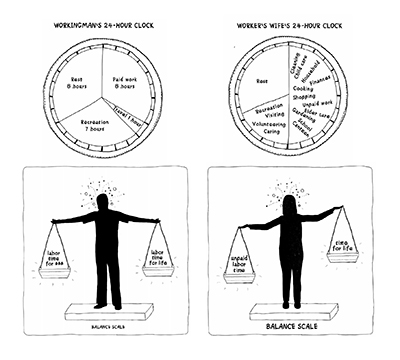 WORKINGMAN'S 24-HOUR CLOCK
Rest
8 hours
Paid work
8 hours
Travel 1 hour
Recreation
7 hours
WORKER'S WIFE'S 24-HOUR CLOCK
Rest
Cleaning
Child care
Household
Finances
Cooking
Shopping
Unpaid work
Elder care
Gardening
School
Canteen
Recreation
Visiting
Volunteering
Caring
labor
time
for $$$
labor
time
for life
BALANCE SCALE
unpaid
labor
time
time
for life
BALANCE SCALE